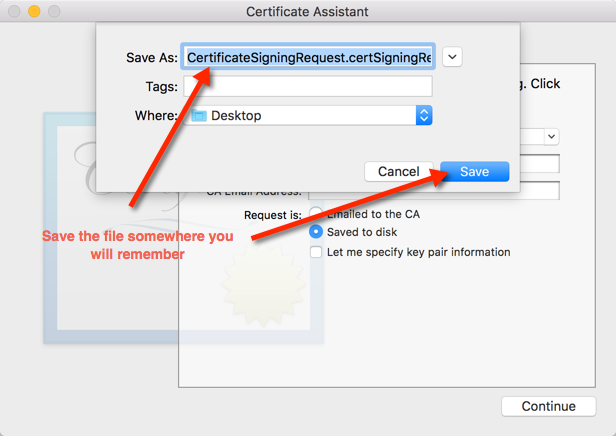 Certificate Assistant
Save As: CertificateSigningRequest.certSigningRe
Tags:
Where: Desktop
g. Click
Cancel Save
CA Email Address:
Request is: Emailed to the CA
Save the file somewhere you
will remember
Saved to disk
Let me specify key pair information
Continue